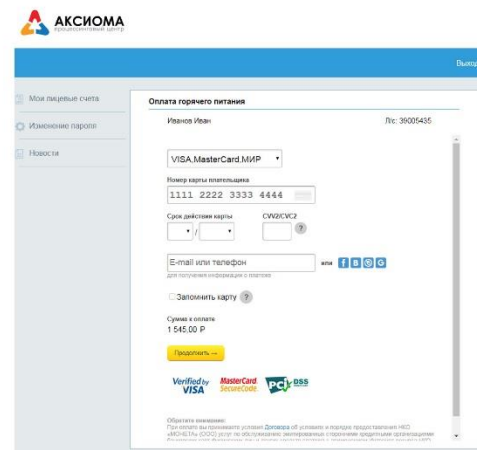 АКСИОМА
процессинговый центр
Выход
Мои лицевые счета
Изменение пароля
Новости
Оплата горячего питания
Иванов Иван
Л/с: 39005435
VISA,MasterCard,МИР
Номер карты плательщика
1111 2222 3333 4444
Срок действия карты CVV2/CVC2
/ ?
E-mail или телефон или
для получения информации о платеже
Запомнить карту ?
Сумма к оплате
1 545.00 Р
Продолжить →
Verified by VISA
MasterCard SecureCode
PCI DSS
Обратите внимание:
При оплате вы принимаете условия Договора об условиях и порядке предоставления НКО
«МОНЕТА» (ООО) услуг по обслуживанию эмитированных сторонними кредитными организациями